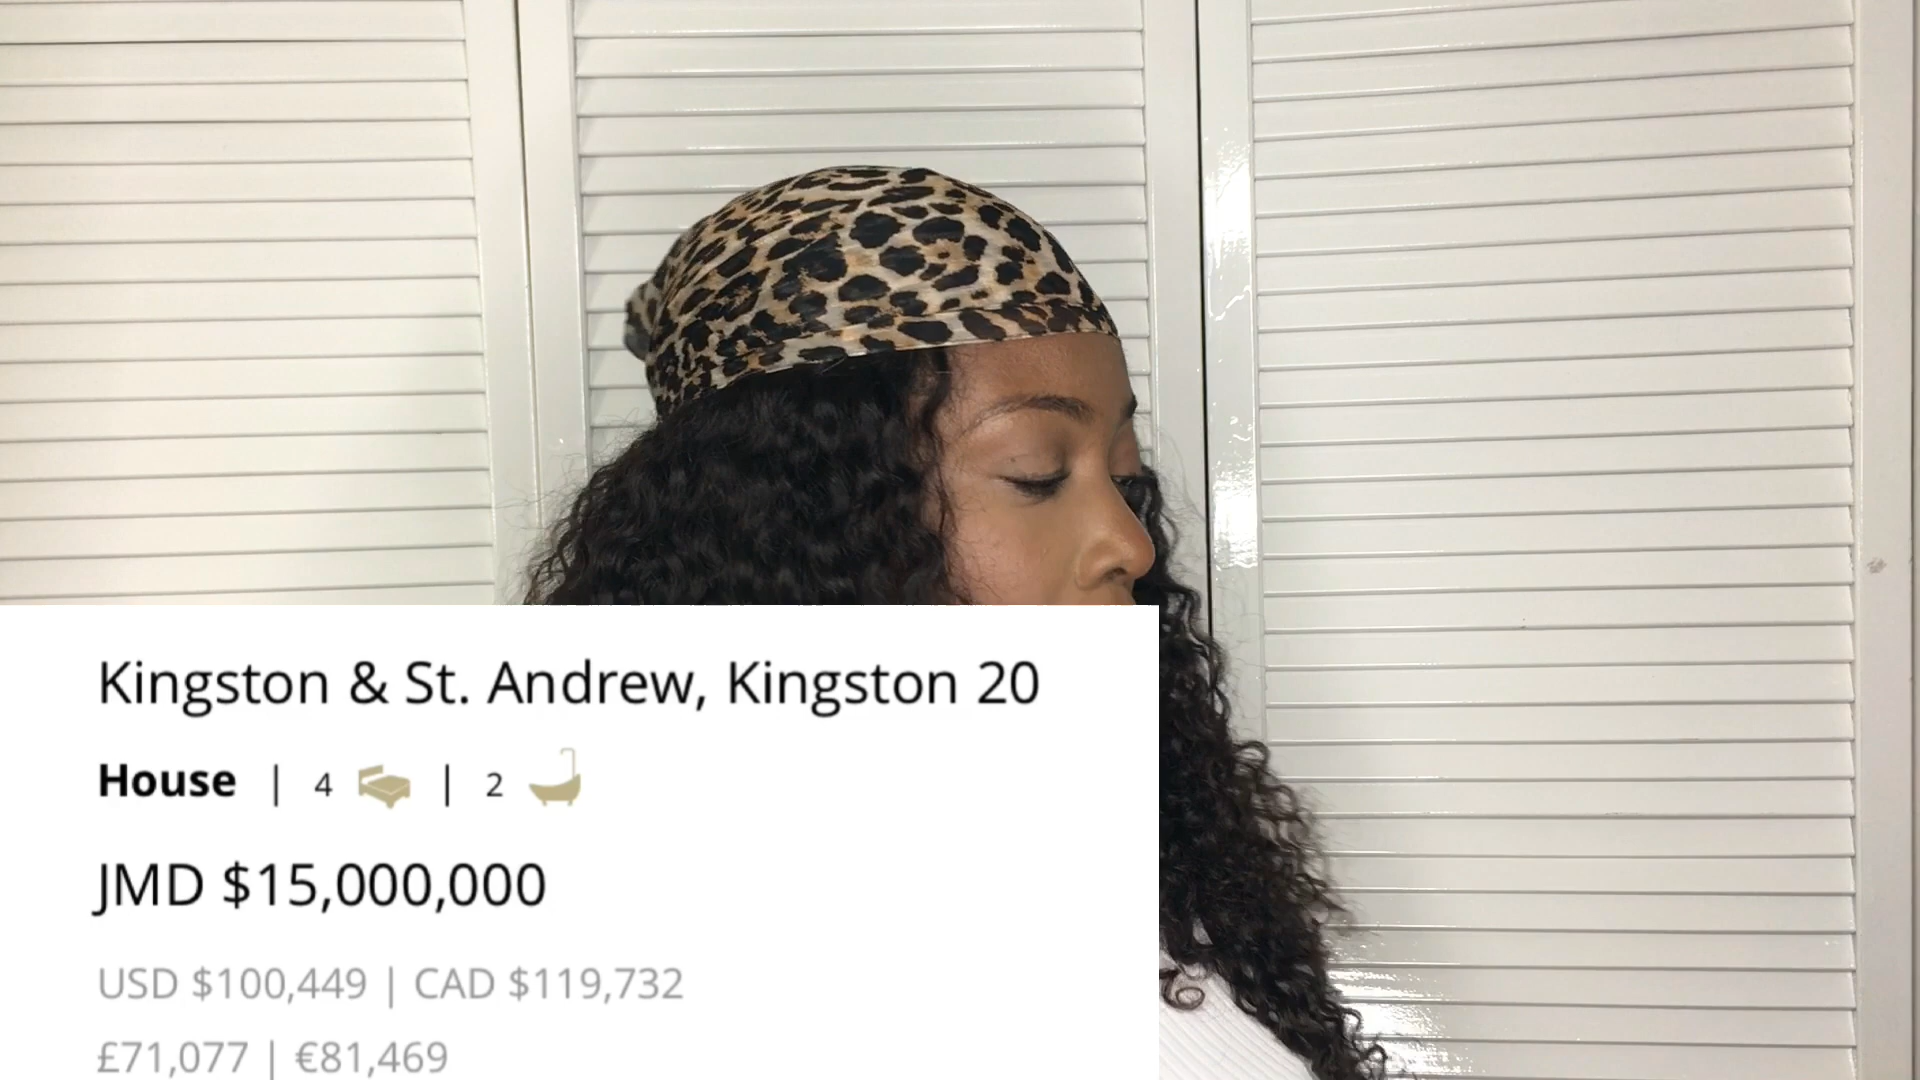 Kingston & St. Andrew, Kingston 20
House | 4 | 2
JMD $15,000,000
USD $100,449 | CAD $119,732
£71,077 | €81,469